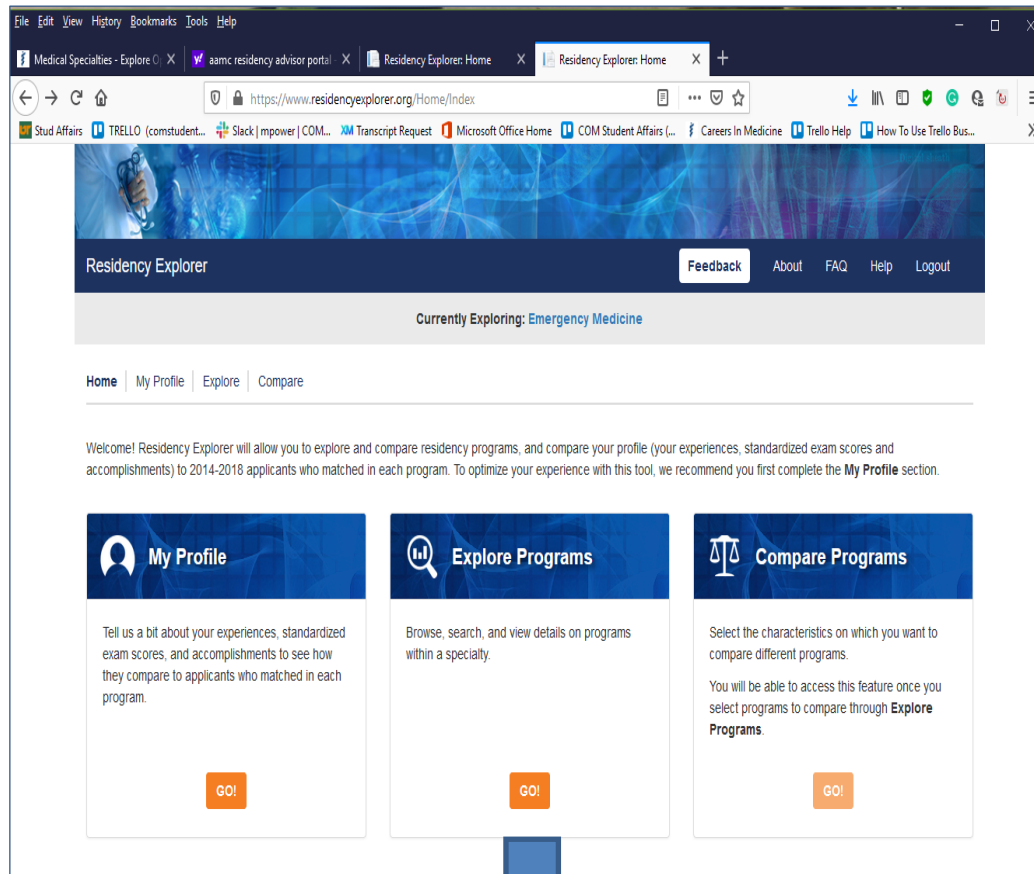 File Edit View History Bookmarks Tools Help
Medical Specialties - Explore O aamc residency advisor portal - Residency Explorer: Home Residency Explorer: Home
https://www.residencyexplorer.org/Home/Index
Stud Affairs TRELLO (comstudent... Slack | mpower | COM... Transcript Request Microsoft Office Home COM Student Affairs (... Careers In Medicine Trello Help How To Use Trello Bus...
Residency Explorer Feedback About FAQ Help Logout
Currently Exploring: Emergency Medicine
Home My Profile Explore Compare
Welcome! Residency Explorer will allow you to explore and compare residency programs, and compare your profile (your experiences, standardized exam scores and
accomplishments) to 2014-2018 applicants who matched in each program. To optimize your experience with this tool, we recommend you first complete the My Profile section.
My Profile
Tell us a bit about your experiences, standardized
exam scores, and accomplishments to see how
they compare to applicants who matched in each
program.
GO!
Explore Programs
Browse, search, and view details on programs
within a specialty.
GO!
Compare Programs
Select the characteristics on which you want to
compare different programs.
You will be able to access this feature once you
select programs to compare through Explore
Programs.
GO!